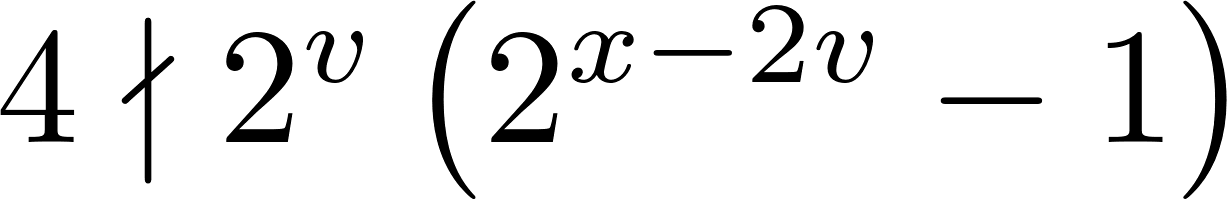 4 ∤ 2^v (2^{x−2v} − 1)